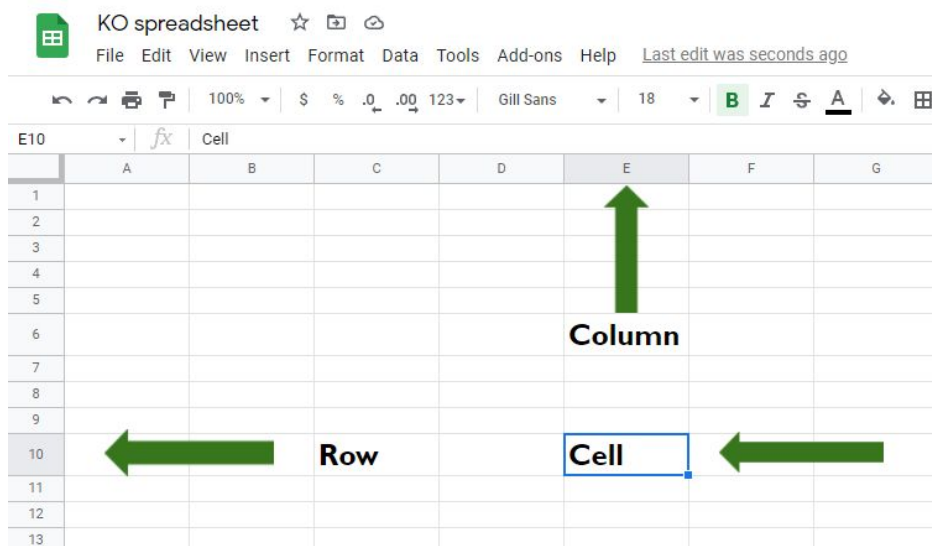 KO spreadsheet
File Edit View Insert Format Data Tools Add-ons Help Last edit was seconds ago
100% $ % .0 .00 123 Gill Sans 18 B I S A
E10 fx Cell
A B C D E F G
1
2
3
4
5
6 Column
7
8
9
10 Row Cell
11
12
13